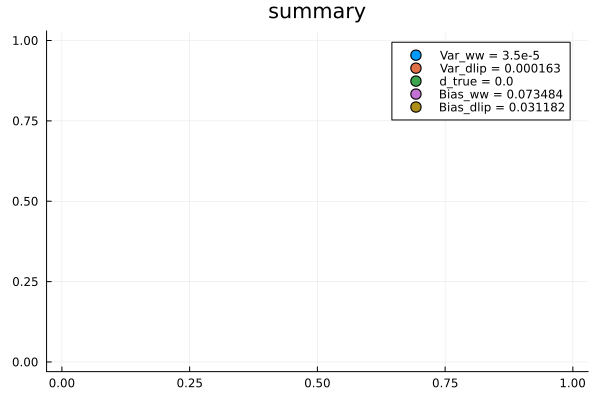 summary
1.00
0.75
0.50
0.25
0.00
Var_ww = 3.5e-5
Var_dlip = 0.000163
d_true = 0.0
Bias_ww = 0.073484
Bias_dlip = 0.031182
0.00 0.25 0.50 0.75 1.00